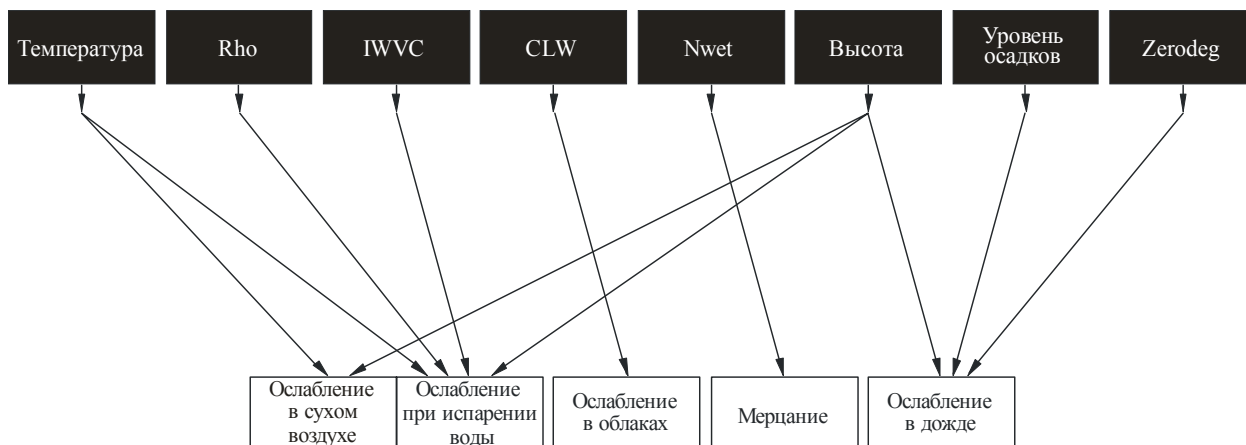 Температура
Rho
IWVC
CLW
Nwet
Высота
Уровень
осадков
Zerodeg
Ослабление
в сухом
воздухе
Ослабление
при испарении
воды
Ослабление
в облаках
Мерцание
Ослабление
в дожде